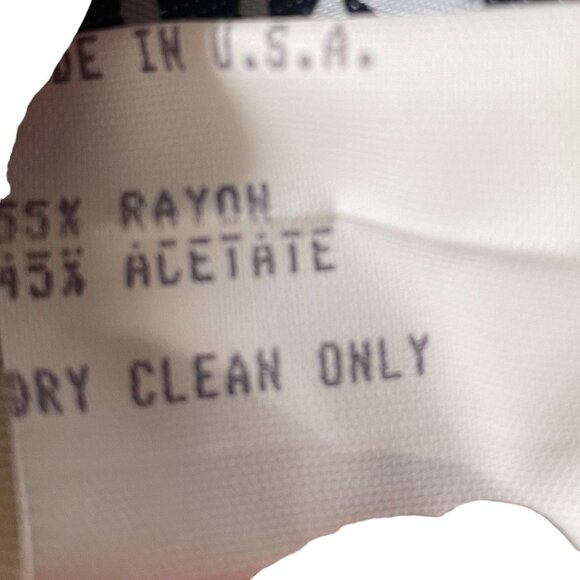 DE IN U.S.A.
55% RAYON
45% ACETATE
DRY CLEAN ONLY